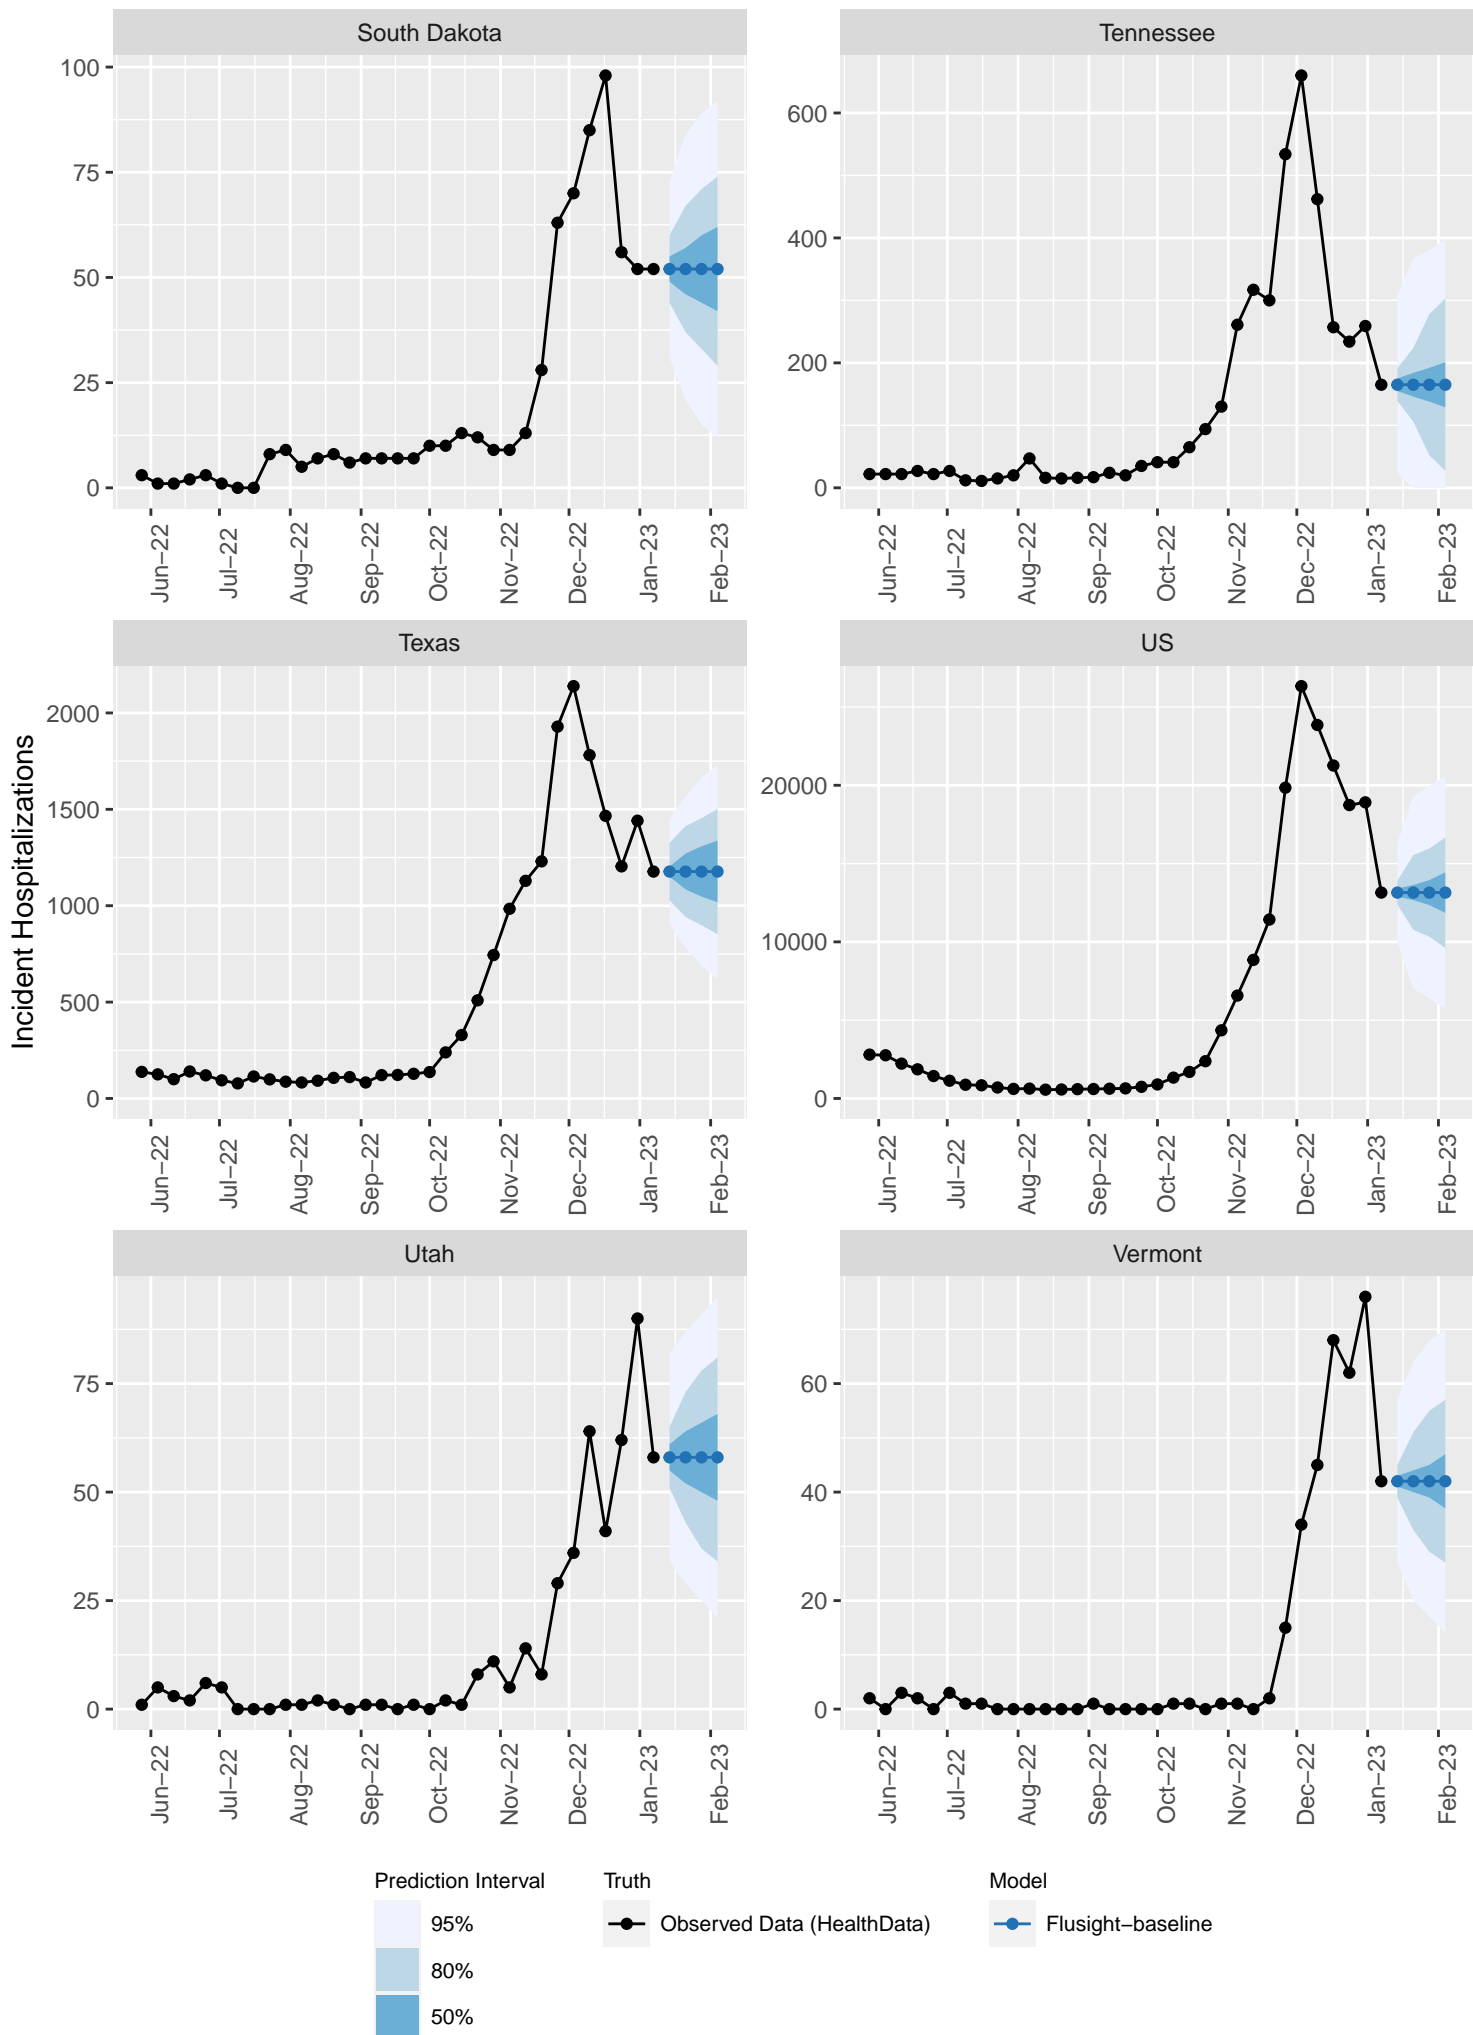 South Dakota
Tennessee
100
75
50
25
0
600
400
200
0
Jun−22
Jul−22
Aug−22
Sep−22
Oct−22
Nov−22
Dec−22
Jan−23
Feb−23
Jun−22
Jul−22
Aug−22
Sep−22
Oct−22
Nov−22
Dec−22
Jan−23
Feb−23
Incident Hospitalizations
Texas
US
2000
1500
1000
500
0
20000
10000
0
Jun−22
Jul−22
Aug−22
Sep−22
Oct−22
Nov−22
Dec−22
Jan−23
Feb−23
Jun−22
Jul−22
Aug−22
Sep−22
Oct−22
Nov−22
Dec−22
Jan−23
Feb−23
Utah
Vermont
75
50
25
0
60
40
20
0
Jun−22
Jul−22
Aug−22
Sep−22
Oct−22
Nov−22
Dec−22
Jan−23
Feb−23
Jun−22
Jul−22
Aug−22
Sep−22
Oct−22
Nov−22
Dec−22
Jan−23
Feb−23
Prediction Interval
95%
80%
50%
Truth
Observed Data (HealthData)
Model
Flusight−baseline